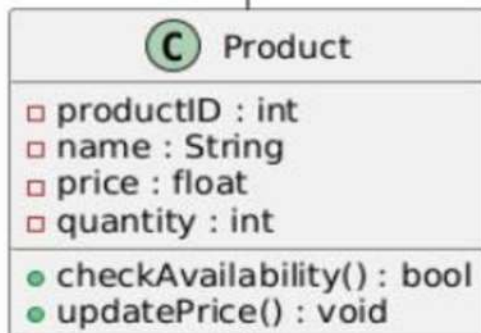 C Product
productID : int
name : String
price : float
quantity : int
checkAvailability() : bool
updatePrice() : void